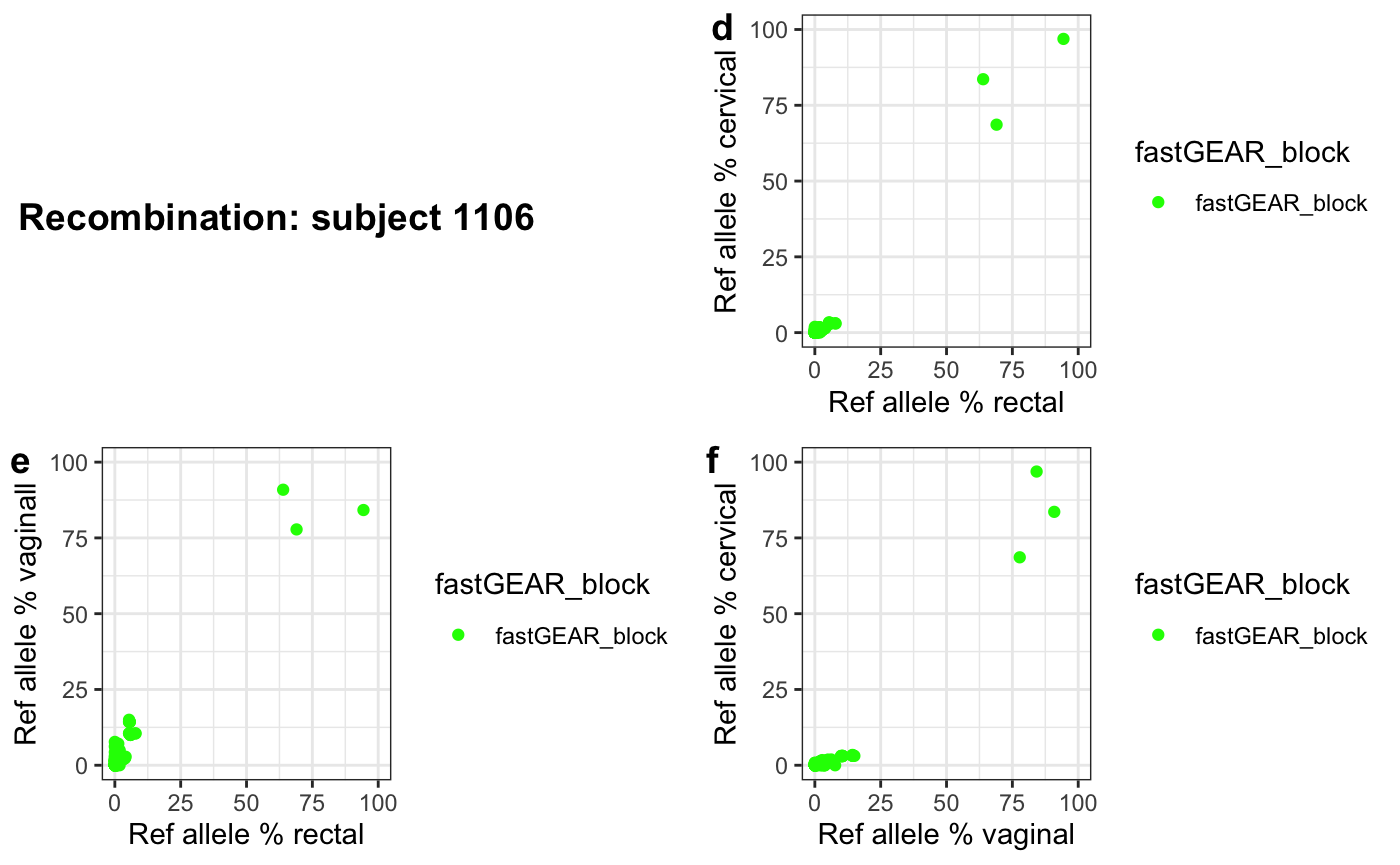 Recombination: subject 1106
d
Ref allele % cervical
100
75
50
25
0
0 25 50 75 100
Ref allele % rectal
fastGEAR_block
fastGEAR_block
e
Ref allele % vaginall
100
75
50
25
0
0 25 50 75 100
Ref allele % rectal
fastGEAR_block
fastGEAR_block
f
Ref allele % cervical
100
75
50
25
0
0 25 50 75 100
Ref allele % vaginal
fastGEAR_block
fastGEAR_block